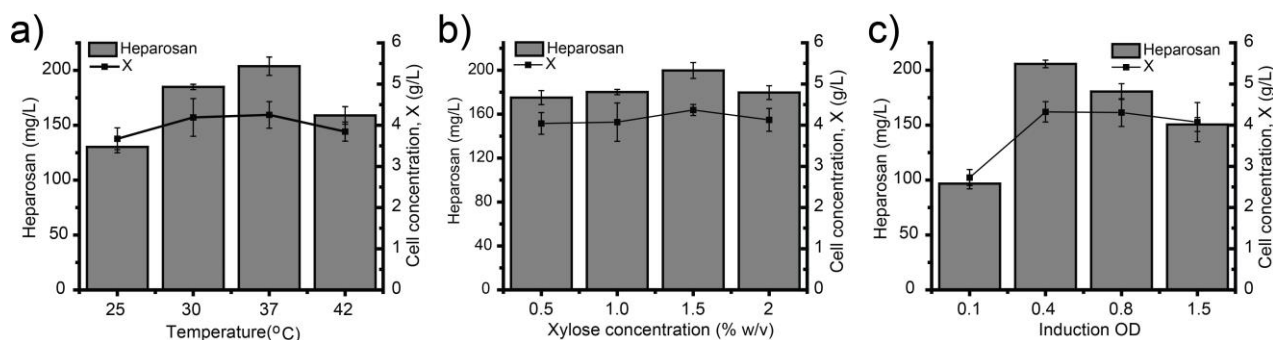 a)
Heparosan
X
Heparosan (mg/L)
200
150
100
50
0
Cell concentration, X (g/L)
6
5
4
3
2
1
0
25 30 37 42
Temperature(°C)
b)
Heparosan
X
Heparosan (mg/L)
200
160
120
80
40
0
Cell concentration, X (g/L)
6
5
4
3
2
1
0
0.5 1.0 1.5 2
Xylose concentration (% w/v)
c)
Heparosan
X
Heparosan (mg/L)
200
150
100
50
0
Cell concentration, X (g/L)
6
5
4
3
2
1
0
0.1 0.4 0.8 1.5
Induction OD